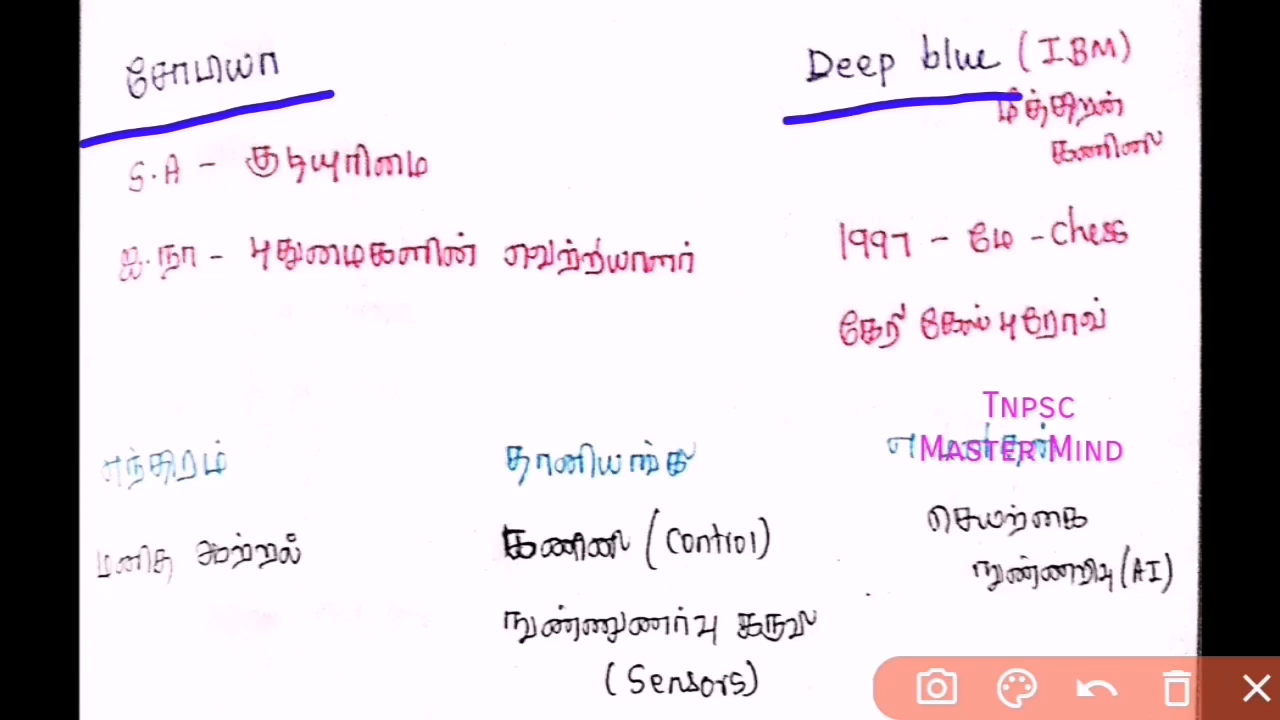 சோபியா
Deep blue (IBM)
மீத்திறன்
கணினி
S.A - குடியுரிமை
ஐ.நா - புதுமைகளின் வெற்றியாளர்
1997 - மே - Chess
கேரி கேஸ்புரோவ்
TNPSC
MASTER MIND
எந்திரம்
தானியங்கி
மனித ஆற்றல்
கணினி (Control)
செயற்கை
நுண்ணறிவு (AI)
நுண்ணுணர்வு கருவி
(Sensors)